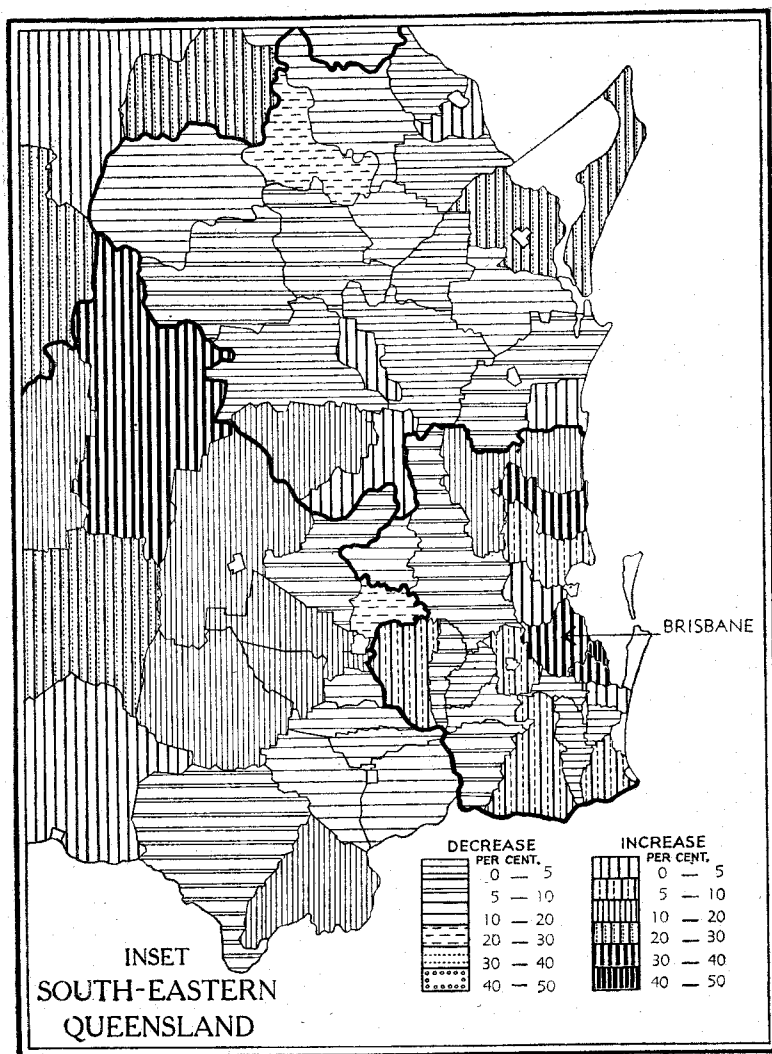 BRISBANE
DECREASE
PER CENT.
0 — 5
5 — 10
10 — 20
20 — 30
30 — 40
40 — 50
INCREASE
PER CENT.
0 — 5
5 — 10
10 — 20
20 — 30
30 — 40
40 — 50
INSET
SOUTH-EASTERN
QUEENSLAND